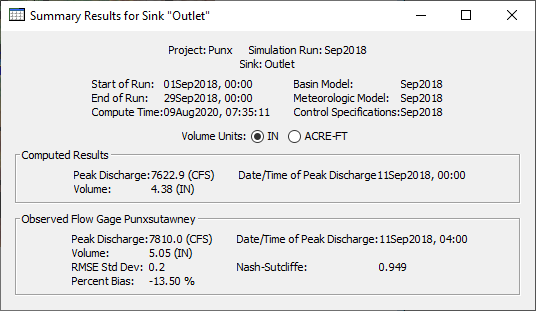 Summary Results for Sink "Outlet"
Project: Punx Simulation Run: Sep2018
Sink: Outlet
Start of Run: 01Sep2018, 00:00 Basin Model: Sep2018
End of Run: 29Sep2018, 00:00 Meteorologic Model: Sep2018
Compute Time:09Aug2020, 07:35:11 Control Specifications:Sep2018
Volume Units: IN ACRE-FT
Computed Results
Peak Discharge:7622.9 (CFS) Date/Time of Peak Discharge11Sep2018, 00:00
Volume: 4.38 (IN)
Observed Flow Gage Punxsutawney
Peak Discharge:7810.0 (CFS) Date/Time of Peak Discharge:11Sep2018, 04:00
Volume: 5.05 (IN)
RMSE Std Dev: 0.2 Nash-Sutcliffe: 0.949
Percent Bias: -13.50 %